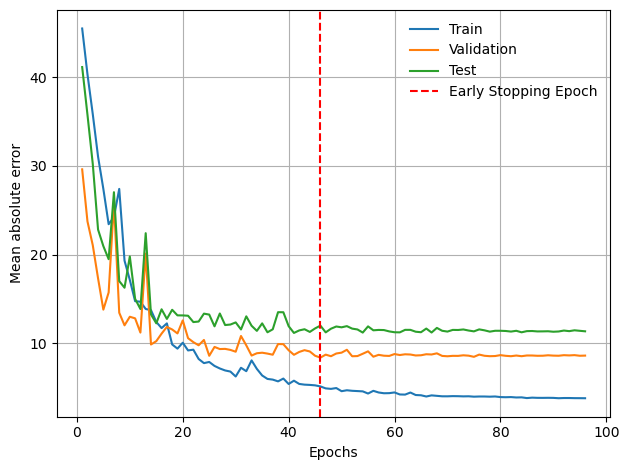 Train
Validation
Test
Early Stopping Epoch
Mean absolute error
40
30
20
10
0 20 40 60 80 100
Epochs